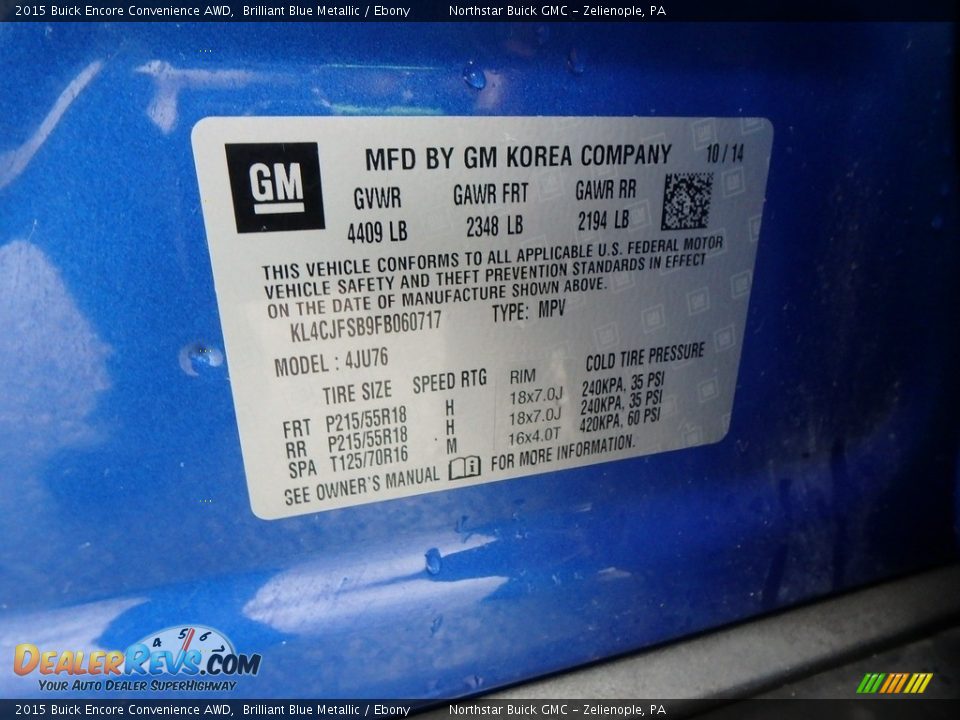 2015 Buick Encore Convenience AWD, Brilliant Blue Metallic / Ebony Northstar Buick GMC - Zelienople, PA
GM
MFD BY GM KOREA COMPANY 10 / 14
GVWR GAWR FRT GAWR RR
4409 LB 2348 LB 2194 LB
THIS VEHICLE CONFORMS TO ALL APPLICABLE U.S. FEDERAL MOTOR
VEHICLE SAFETY AND THEFT PREVENTION STANDARDS IN EFFECT
ON THE DATE OF MANUFACTURE SHOWN ABOVE.
KL4CJFSB9FB060717 TYPE: MPV
MODEL : 4JU76
TIRE SIZE SPEED RTG RIM COLD TIRE PRESSURE
FRT P215/55R18 H 18x7.0J 240KPA, 35 PSI
RR P215/55R18 H 18x7.0J 240KPA, 35 PSI
SPA T125/70R16 M 16x4.0T 420KPA, 60 PSI
SEE OWNER'S MANUAL i FOR MORE INFORMATION.
4 5 6
DEALERREVS.COM
YOUR AUTO DEALER SUPERHIGHWAY
2015 Buick Encore Convenience AWD, Brilliant Blue Metallic / Ebony Northstar Buick GMC - Zelienople, PA